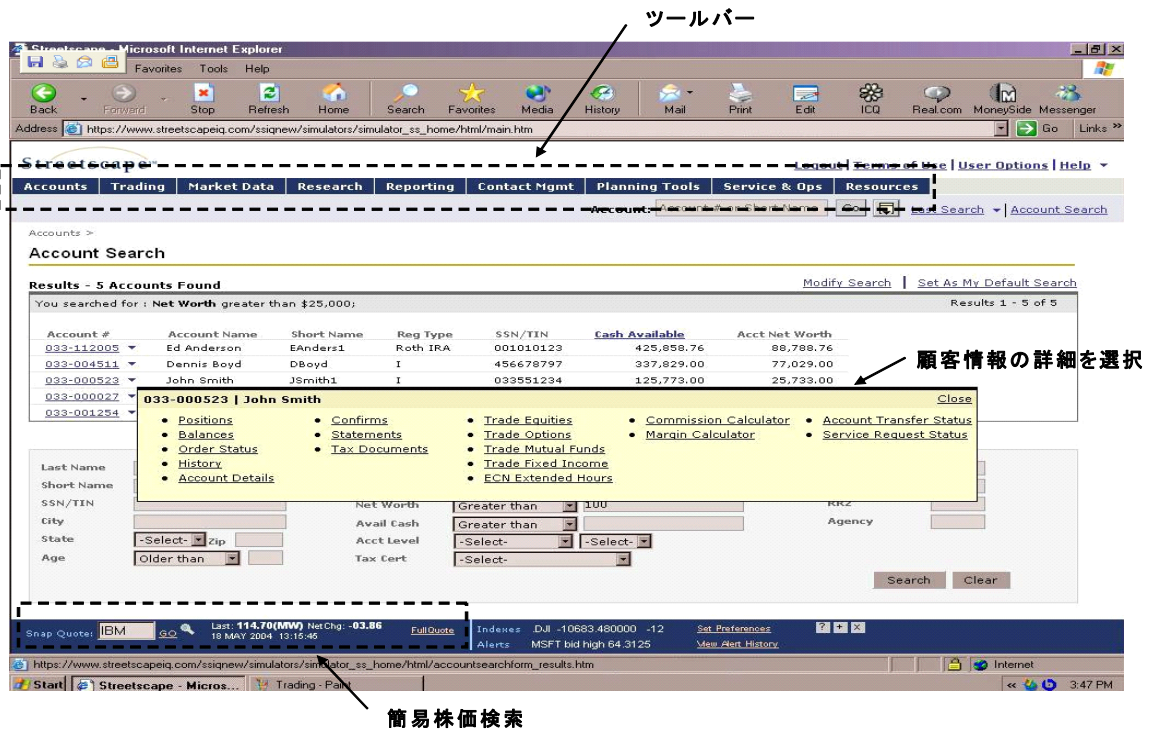 ツールバー
Streetscape - Microsoft Internet Explorer
Favorites Tools Help
Back Forward Stop Refresh Home Search Favorites Media History Mail Print Edit ICQ Real.com MoneySide Messenger
Address https://www.streetscapeiq.com/ssiqnew/simulators/simulator_ss_home/html/main.htm Go Links »
Streetscape Logout | Terms of Use | User Options | Help
Accounts Trading Market Data Research Reporting Contact Mgmt Planning Tools Service & Ops Resources
Account: Account # or Short Name Go Last Search | Account Search
Accounts >
Account Search
Results - 5 Accounts Found Modify Search | Set As My Default Search
You searched for : Net Worth greater than $25,000; Results 1 - 5 of 5
Account # Account Name Short Name Reg Type SSN/TIN Cash Available Acct Net Worth
033-112005 Ed Anderson EAnders1 Roth IRA 001010123 425,858.76 88,788.76
033-004511 Dennis Boyd DBoyd I 456678797 337,829.00 77,029.00
033-000523 John Smith JSmith1 I 033551234 125,773.00 25,733.00
顧客情報の詳細を選択
033-000027
033-001254
033-000523 | John Smith Close
• Positions • Confirms • Trade Equities • Commission Calculator • Account Transfer Status
• Balances • Statements • Trade Options • Margin Calculator • Service Request Status
• Order Status • Tax Documents • Trade Mutual Funds
• History • Trade Fixed Income
• Account Details • ECN Extended Hours
Last Name
Short Name
SSN/TIN Net Worth Greater than 100 RR2
City Avail Cash Greater than Agency
State -Select- Zip Acct Level -Select- -Select-
Age Older than Tax Cert -Select-
Search Clear
Snap Quote: IBM GO Last: 114.70(MW) NetChg: -03.86 FullQuote Indexes .DJI -10683.480000 -12 Set Preferences ? + x
18 MAY 2004 13:15:45 Alerts MSFT bid high 64.3125 View Alert History
https://www.streetscapeiq.com/ssiqnew/simulators/simulator_ss_home/html/accountsearchform_results.htm Internet
Start Streetscape - Micros... Trading - Paint « 3:47 PM
簡易株価検索